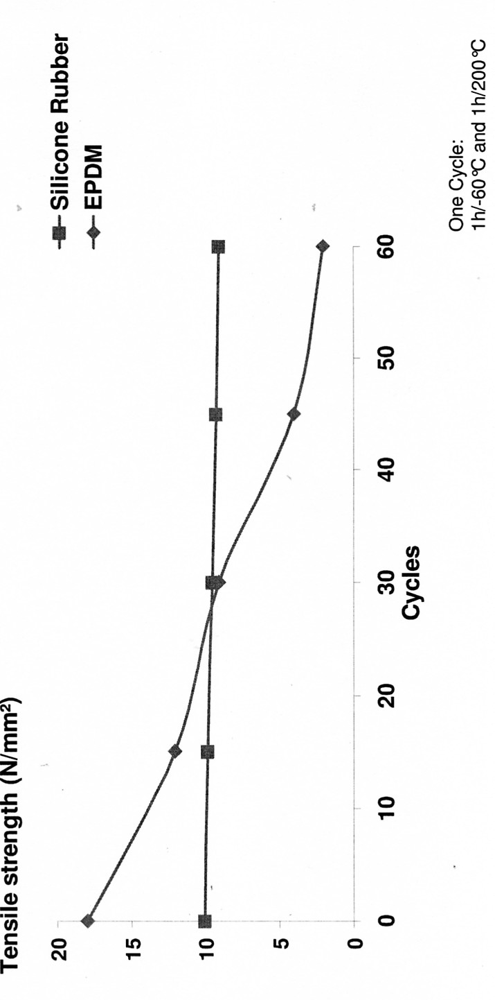 Tensile strength (N/mm²)
Silicone Rubber
EPDM
20
15
10
5
0
0
10
20
30
40
50
60
Cycles
One Cycle:
1h/-60°C and 1h/200°C